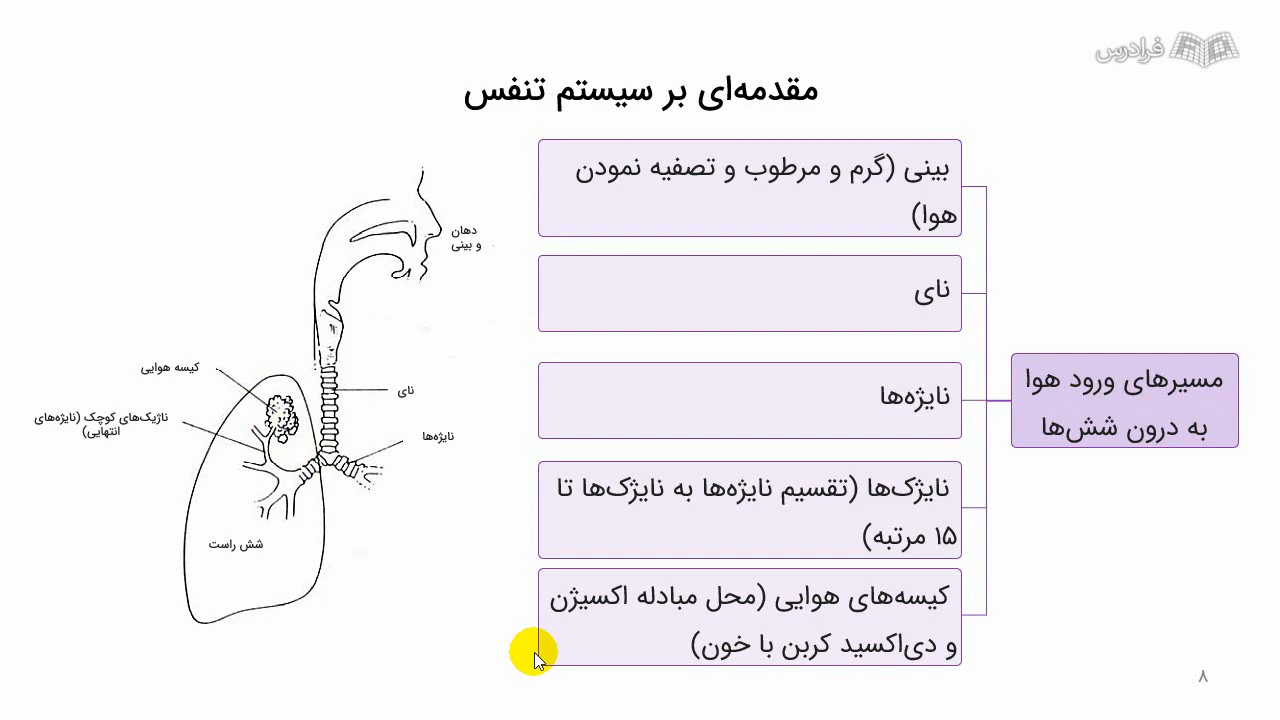 فرادرس
مقدمه‌ای بر سیستم تنفس
مسیرهای ورود هوا
به درون شش‌ها
بینی (گرم و مرطوب و تصفیه نمودن
هوا)
نای
نایژه‌ها
نایژک‌ها (تقسیم نایژه‌ها به نایژک‌ها تا
۱۵ مرتبه)
کیسه‌های هوایی (محل مبادله اکسیژن
و دی‌اکسید کربن با خون)
دهان
و بینی
نای
نایژه‌ها
کیسه هوایی
ناژیک‌های کوچک (نایژه‌های
انتهایی)
شش راست
۸